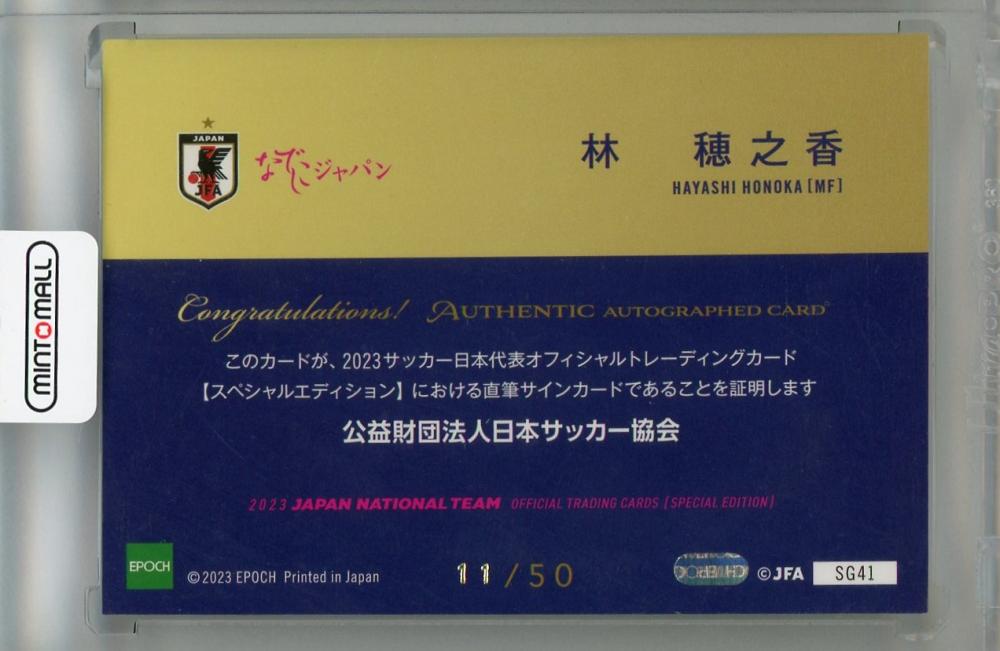 JAPAN
JFA
なでしこジャパン
林 穂之香
HAYASHI HONOKA [MF]
MINT MALL
Congratulations! AUTHENTIC AUTOGRAPHED CARD
このカードが、2023サッカー日本代表オフィシャルトレーディングカード
【スペシャルエディション】における直筆サインカードであることを証明します
公益財団法人日本サッカー協会
2023 JAPAN NATIONAL TEAM OFFICIAL TRADING CARDS [SPECIAL EDITION]
EPOCH
©2023 EPOCH Printed in Japan
11/50
©JFA
SG41